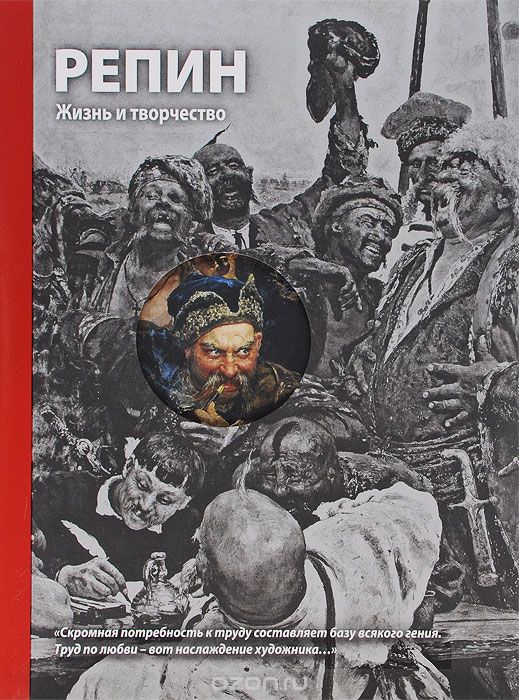 РЕПИН
Жизнь и творчество
«Скромная потребность к труду составляет базу всякого гения.
Труд по любви – вот наслаждение художника…»
ozon.ru